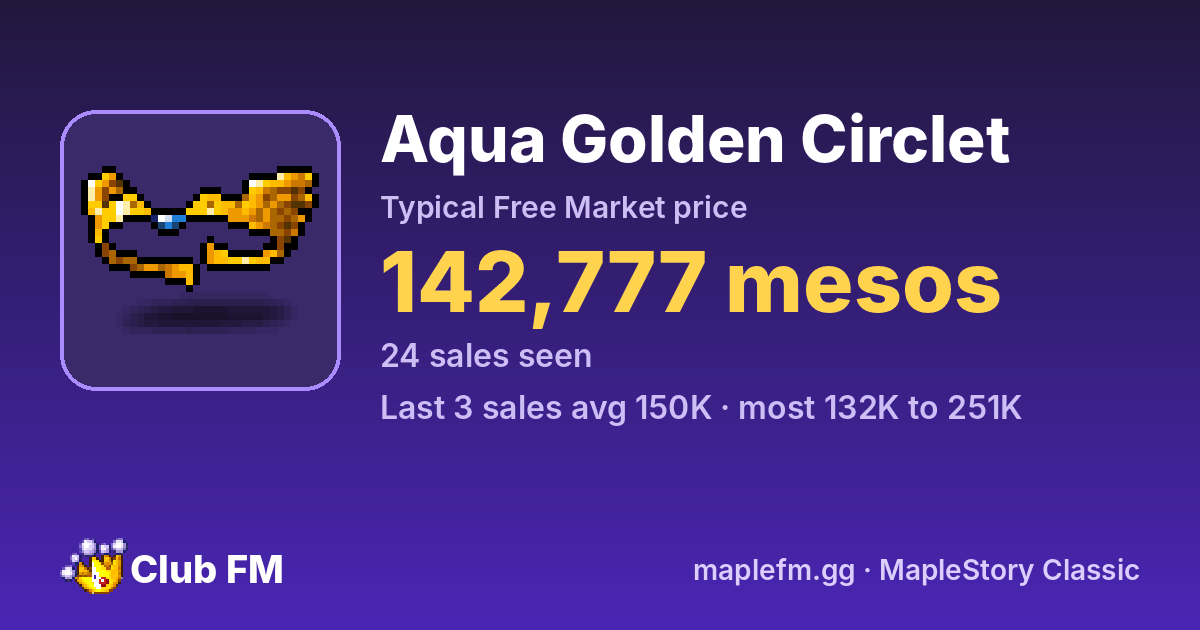 Aqua Golden Circlet
Typical Free Market price
142,777 mesos
24 sales seen
Last 3 sales avg 150K · most 132K to 251K
Club FM
maplefm.gg · MapleStory Classic